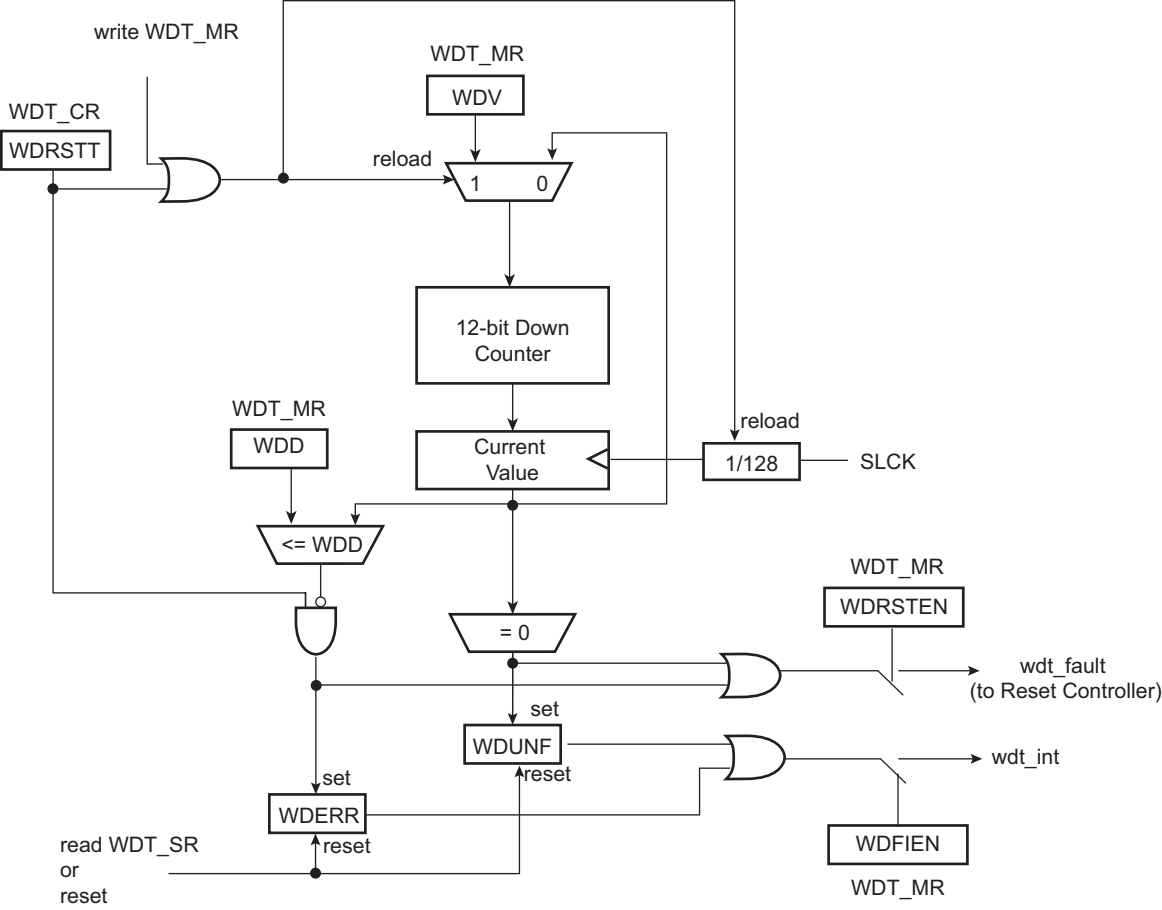 write WDT_MR
WDT_MR
WDV
WDT_CR
WDRSTT
reload
1 0
12-bit Down
Counter
WDT_MR
WDD
Current
Value
reload
1/128
SLCK
<= WDD
= 0
WDT_MR
WDRSTEN
wdt_fault
(to Reset Controller)
set
WDUNF
reset
wdt_int
set
WDERR
reset
read WDT_SR
or
reset
WDFIEN
WDT_MR